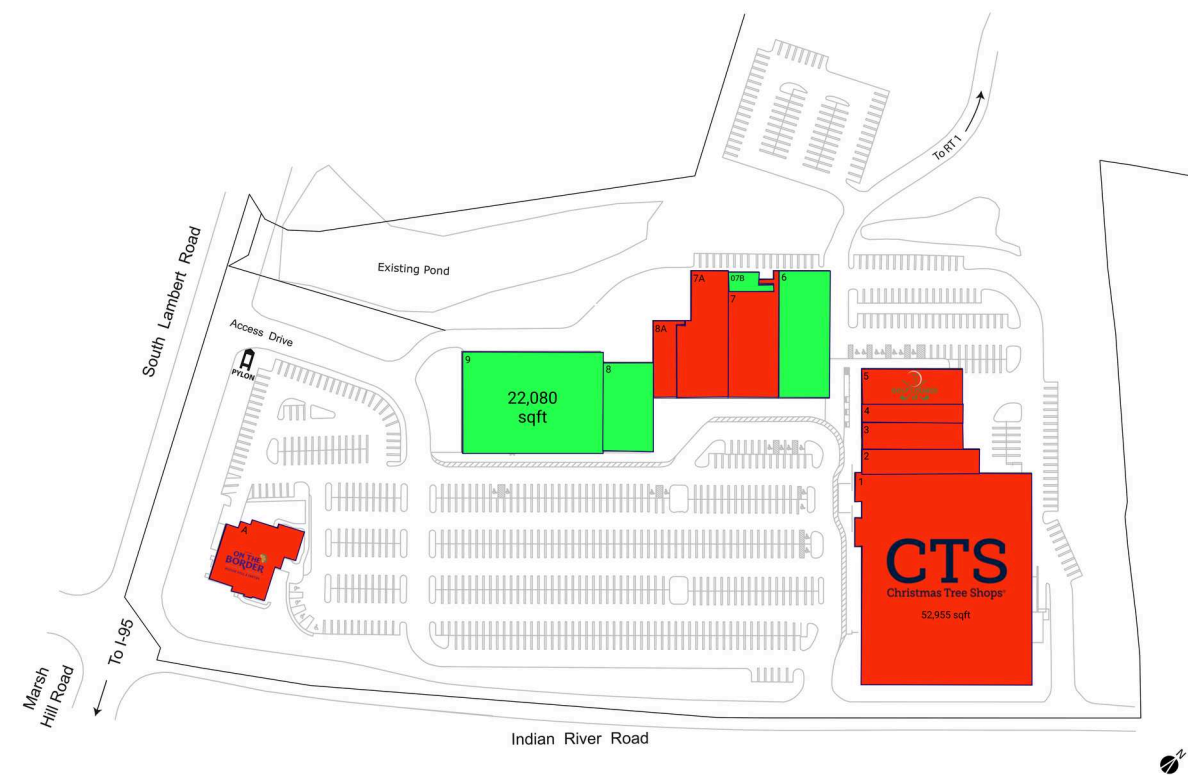 To RT 1
South Lambert Road
Existing Pond
Access Drive
PYLON
7A
07B
6
7
8A
9
8
22,080
sqft
5
4
3
2
1
CTS
Christmas Tree Shops
52,955 sqft
A
ON THE
BORDER
To I-95
Marsh
Hill Road
Indian River Road
N